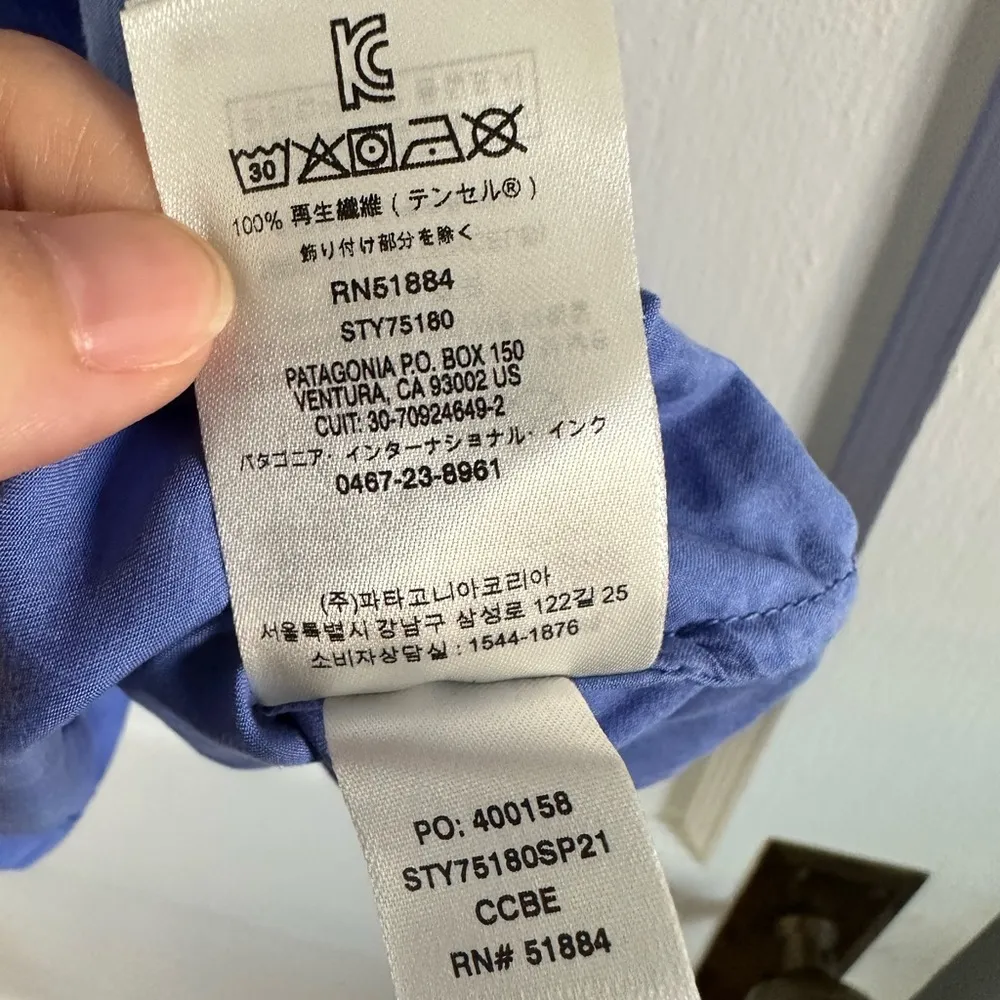 KC
30
100% 再生繊維 ( テンセル® )
飾り付け部分を除く
RN51884
STY75180
PATAGONIA P.O. BOX 150
VENTURA, CA 93002 US
CUIT: 30-70924649-2
パタゴニア・インターナショナル・インク
0467-23-8961
(주)파타고니아코리아
서울특별시 강남구 삼성로 122길 25
소비자상담실 : 1544-1876
PO: 400158
STY75180SP21
CCBE
RN# 51884